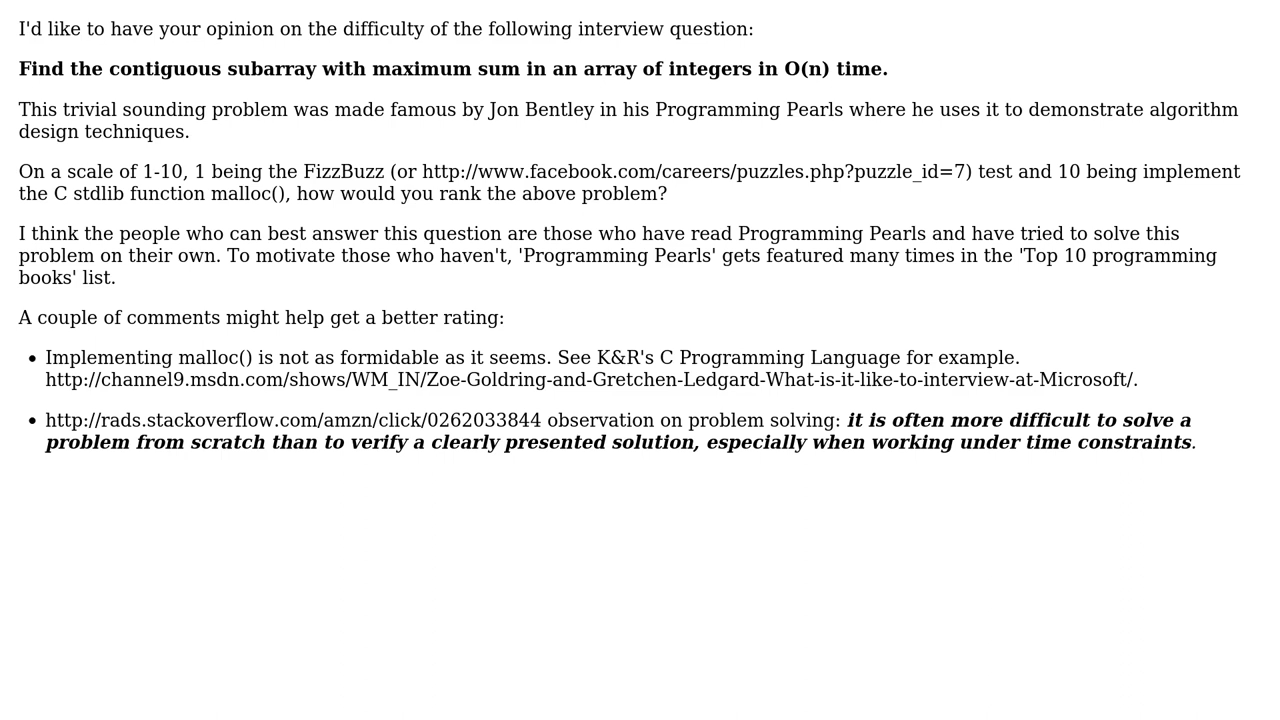 I'd like to have your opinion on the difficulty of the following interview question:
Find the contiguous subarray with maximum sum in an array of integers in O(n) time.
This trivial sounding problem was made famous by Jon Bentley in his Programming Pearls where he uses it to demonstrate algorithm
design techniques.
On a scale of 1-10, 1 being the FizzBuzz (or http://www.facebook.com/careers/puzzles.php?puzzle_id=7) test and 10 being implement
the C stdlib function malloc(), how would you rank the above problem?
I think the people who can best answer this question are those who have read Programming Pearls and have tried to solve this
problem on their own. To motivate those who haven't, 'Programming Pearls' gets featured many times in the 'Top 10 programming
books' list.
A couple of comments might help get a better rating:
• Implementing malloc() is not as formidable as it seems. See K&R's C Programming Language for example.
http://channel9.msdn.com/shows/WM_IN/Zoe-Goldring-and-Gretchen-Ledgard-What-is-it-like-to-interview-at-Microsoft/.
• http://rads.stackoverflow.com/amzn/click/0262033844 observation on problem solving: it is often more difficult to solve a
problem from scratch than to verify a clearly presented solution, especially when working under time constraints.